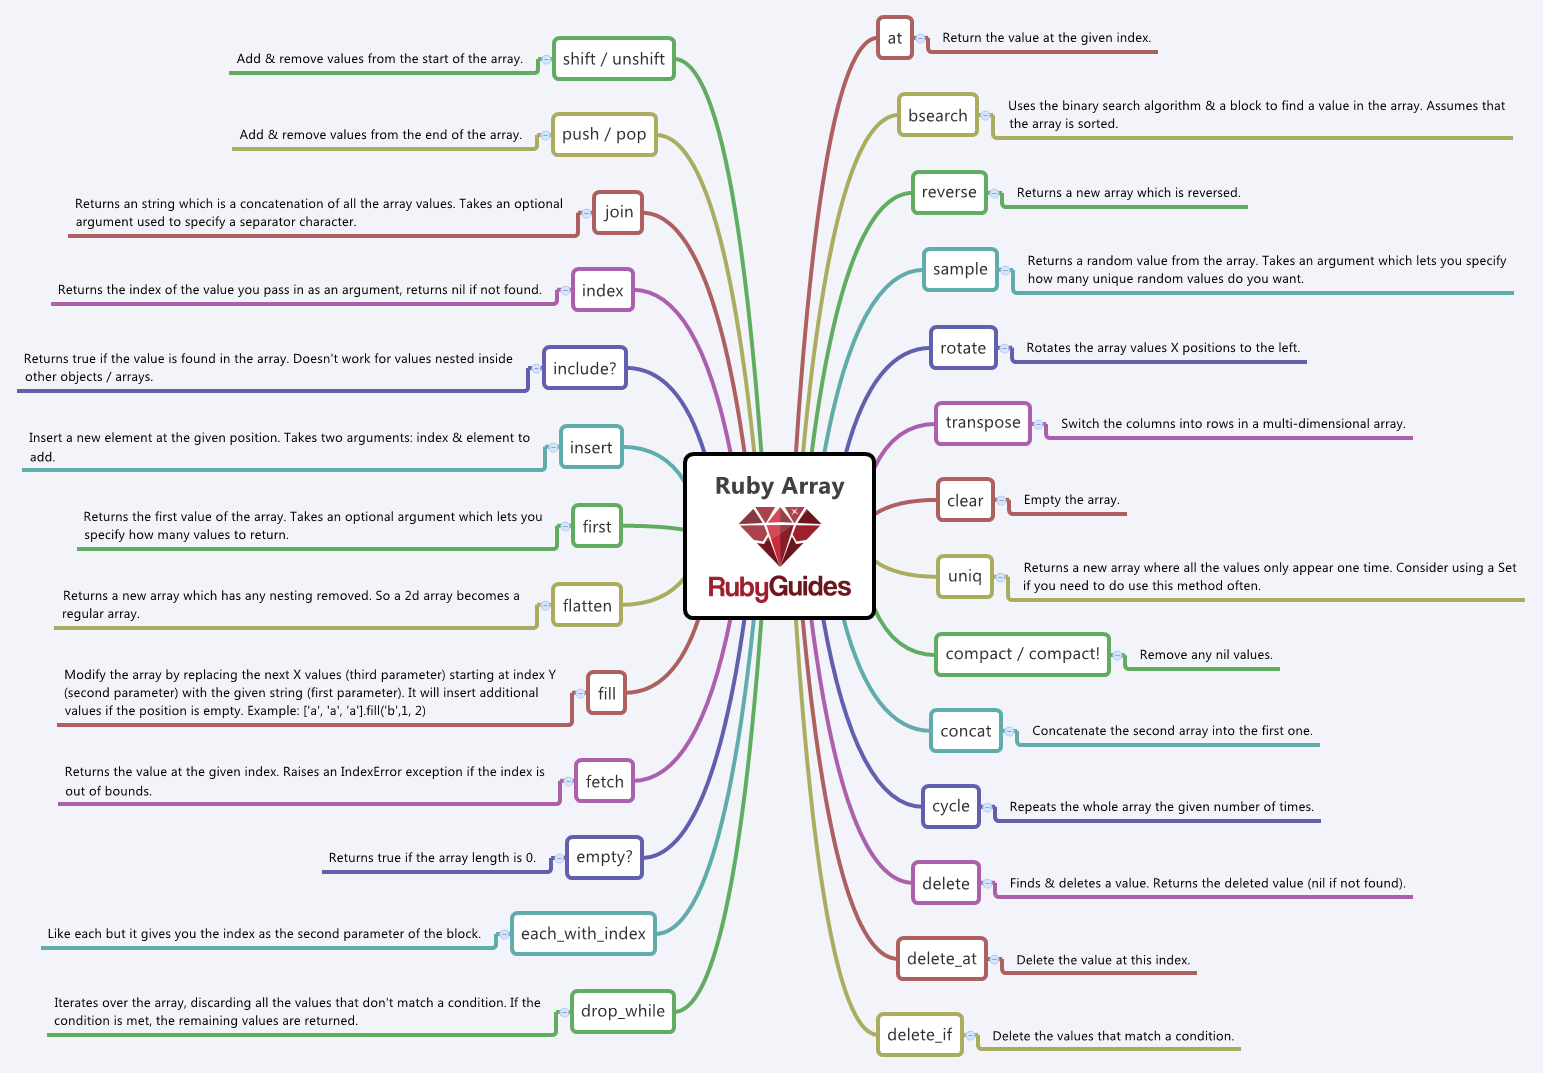 Ruby Array
RubyGuides
shift / unshift
Add & remove values from the start of the array.
push / pop
Add & remove values from the end of the array.
join
Returns an string which is a concatenation of all the array values. Takes an optional
argument used to specify a separator character.
index
Returns the index of the value you pass in as an argument, returns nil if not found.
include?
Returns true if the value is found in the array. Doesn't work for values nested inside
other objects / arrays.
insert
Insert a new element at the given position. Takes two arguments: index & element to
add.
first
Returns the first value of the array. Takes an optional argument which lets you
specify how many values to return.
flatten
Returns a new array which has any nesting removed. So a 2d array becomes a
regular array.
fill
Modify the array by replacing the next X values (third parameter) starting at index Y
(second parameter) with the given string (first parameter). It will insert additional
values if the position is empty. Example: ['a', 'a', 'a'].fill('b',1, 2)
fetch
Returns the value at the given index. Raises an IndexError exception if the index is
out of bounds.
empty?
Returns true if the array length is 0.
each_with_index
Like each but it gives you the index as the second parameter of the block.
drop_while
Iterates over the array, discarding all the values that don't match a condition. If the
condition is met, the remaining values are returned.
at
Return the value at the given index.
bsearch
Uses the binary search algorithm & a block to find a value in the array. Assumes that
the array is sorted.
reverse
Returns a new array which is reversed.
sample
Returns a random value from the array. Takes an argument which lets you specify
how many unique random values do you want.
rotate
Rotates the array values X positions to the left.
transpose
Switch the columns into rows in a multi-dimensional array.
clear
Empty the array.
uniq
Returns a new array where all the values only appear one time. Consider using a Set
if you need to do use this method often.
compact / compact!
Remove any nil values.
concat
Concatenate the second array into the first one.
cycle
Repeats the whole array the given number of times.
delete
Finds & deletes a value. Returns the deleted value (nil if not found).
delete_at
Delete the value at this index.
delete_if
Delete the values that match a condition.